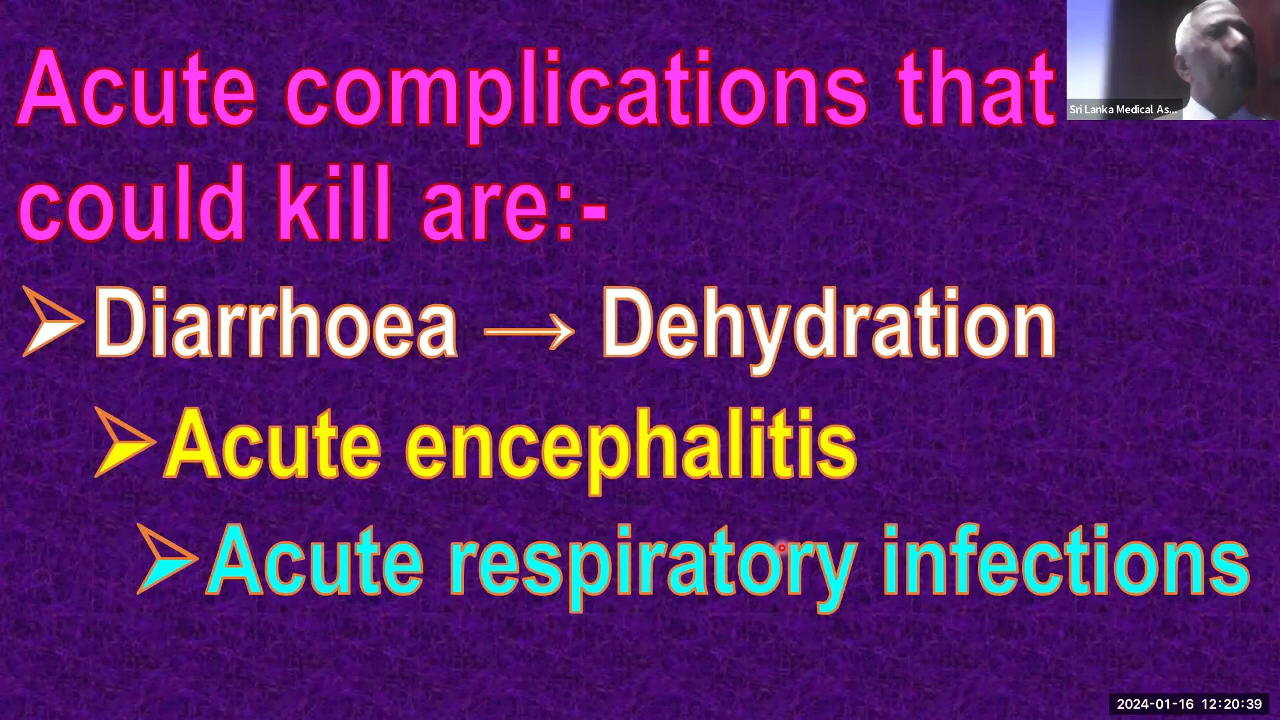 Acute complications that
could kill are:-
➢Diarrhoea → Dehydration
➢Acute encephalitis
➢Acute respiratory infections
Sri Lanka Medical As...
2024-01-16 12:20:39